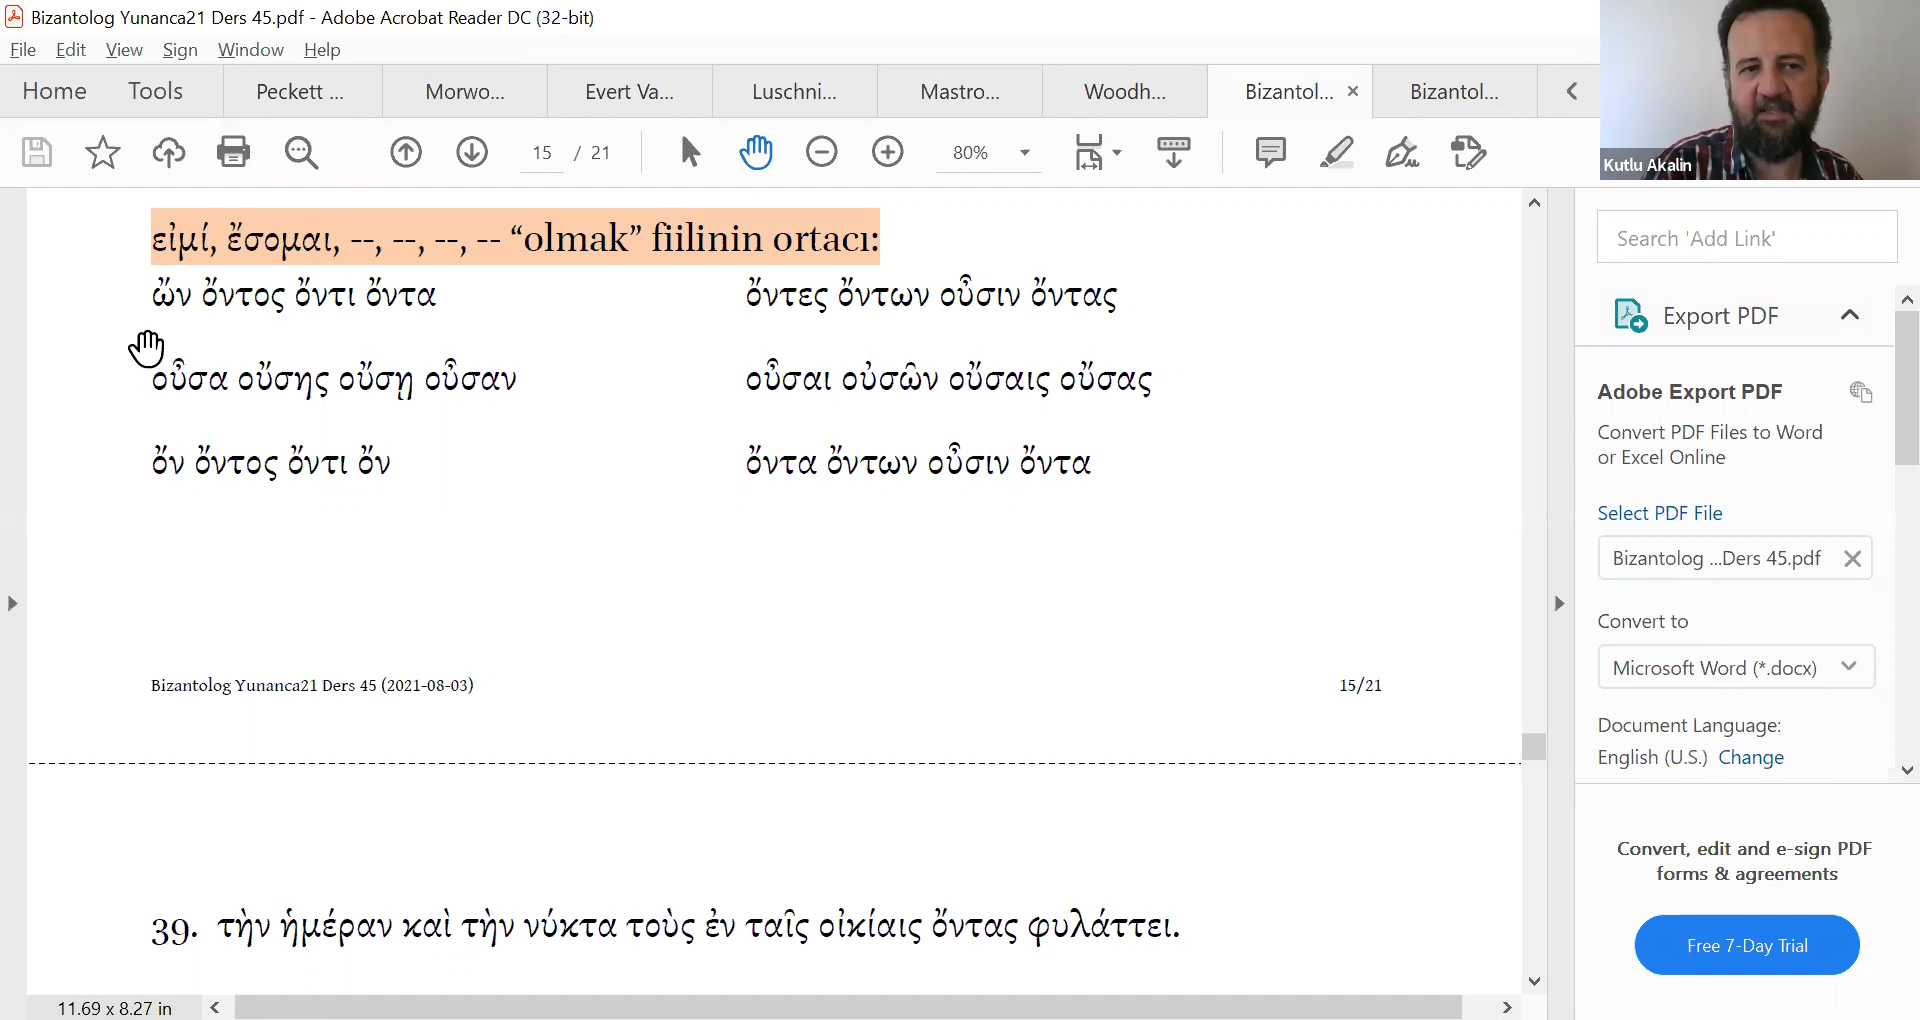 Bizantolog Yunanca21 Ders 45.pdf - Adobe Acrobat Reader DC (32-bit)
File Edit View Sign Window Help
Home Tools Peckett ... Morwo... Evert Va... Luschni... Mastro... Woodh... Bizantol... × Bizantol...
15 / 21 80%
Kutlu Akalin
εἰμί, ἔσομαι, --, --, --, -- “olmak” fiilinin ortacı:
ὤν ὄντος ὄντι ὄντα ὄντες ὄντων οὖσιν ὄντας
οὖσα οὔσης οὔσῃ οὖσαν οὖσαι οὐσῶν οὔσαις οὔσας
ὄν ὄντος ὄντι ὄν ὄντα ὄντων οὖσιν ὄντα
Bizantolog Yunanca21 Ders 45 (2021-08-03) 15/21
39. τὴν ἡμέραν καὶ τὴν νύκτα τοὺς ἐν ταῖς οἰκίαις ὄντας φυλάττει.
11.69 x 8.27 in
Search 'Add Link'
Export PDF
Adobe Export PDF
Convert PDF Files to Word
or Excel Online
Select PDF File
Bizantolog ...Ders 45.pdf
Convert to
Microsoft Word (*.docx)
Document Language:
English (U.S.) Change
Convert, edit and e-sign PDF
forms & agreements
Free 7-Day Trial